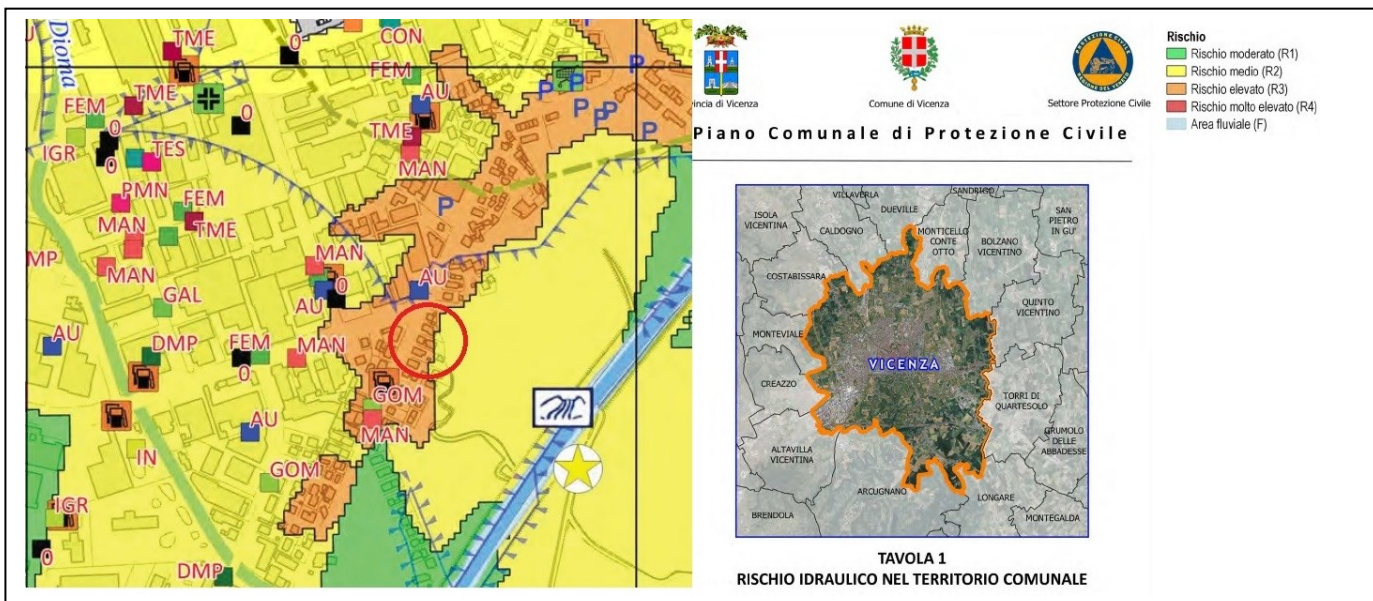 Dioma
TME
0
CON
FEM
P
P
P
P
P
P
AU
P
TME
FEM
0
0
TME
MAN
IGR
0
TES
PMN
FEM
P
MAN
TME
MAN
MP
MAN
AU
GAL
0
AU
AU
DMP
FEM
0
MAN
GOM
AU
MAN
IN
GOM
IGR
0
DMP
vincia di Vicenza
Comune di Vicenza
Settore Protezione Civile
Piano Comunale di Protezione Civile
SANDRIGO
VILLAVERLA
DUEVILLE
ISOLA
VICENTINA
SAN
PIETRO
IN GU'
CALDOGNO
MONTICELLO
CONTE
OTTO
BOLZANO
VICENTINO
COSTABISSARA
QUINTO
VICENTINO
MONTEVIALE
VICENZA
CREAZZO
TORRI DI
QUARTESOLO
GRUMOLO
DELLE
ABBADESSE
ALTAVILLA
VICENTINA
ARCUGNANO
LONGARE
BRENDOLA
MONTEGALDA
TAVOLA 1
RISCHIO IDRAULICO NEL TERRITORIO COMUNALE
Rischio
Rischio moderato (R1)
Rischio medio (R2)
Rischio elevato (R3)
Rischio molto elevato (R4)
Area fluviale (F)